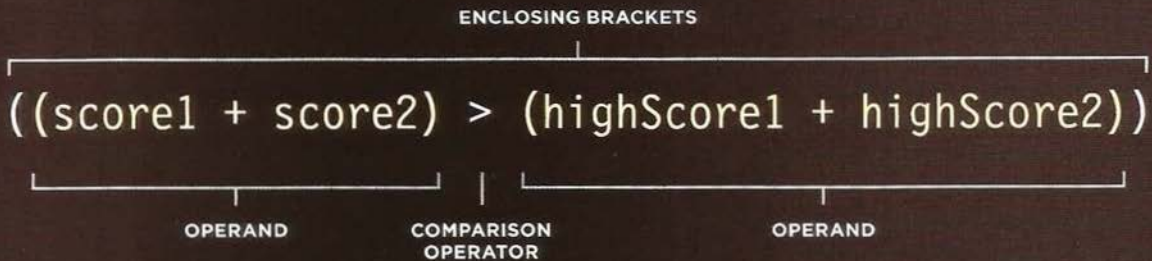 ENCLOSING BRACKETS
((score1 + score2) > (highScore1 + highScore2))
OPERAND
COMPARISON
OPERATOR
OPERAND